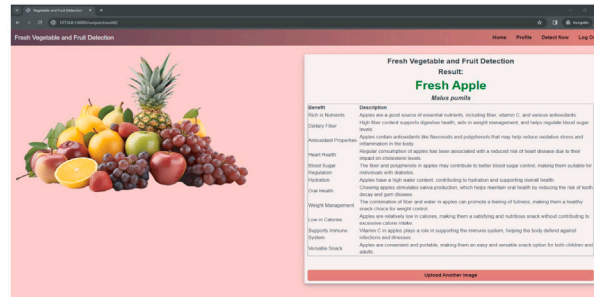 Fresh Vegetable and Fruit Detection
127.0.0.1:8000/output/result6/
Incognito
Fresh Vegetable and Fruit Detection
Home Profile Detect Now Log Ou
Fresh Vegetable and Fruit Detection
Result:
Fresh Apple
Malus pumila
Benefit Description
Rich in Nutrients Apples are a good source of essential nutrients, including fiber, vitamin C, and various antioxidants.
Dietary Fiber High fiber content supports digestive health, aids in weight management, and helps regulate blood sugar
levels.
Antioxidant Properties Apples contain antioxidants like flavonoids and polyphenols that may help reduce oxidative stress and
inflammation in the body.
Heart Health Regular consumption of apples has been associated with a reduced risk of heart disease due to their
impact on cholesterol levels.
Blood Sugar The fiber and polyphenols in apples may contribute to better blood sugar control, making them suitable for
Regulation individuals with diabetes.
Hydration Apples have a high water content, contributing to hydration and supporting overall health.
Oral Health Chewing apples stimulates saliva production, which helps maintain oral health by reducing the risk of tooth
decay and gum disease.
Weight Management The combination of fiber and water in apples can promote a feeling of fullness, making them a healthy
snack choice for weight control.
Low in Calories Apples are relatively low in calories, making them a satisfying and nutritious snack without contributing to
excessive calorie intake.
Supports Immune Vitamin C in apples plays a role in supporting the immune system, helping the body defend against
System infections and illnesses.
Versatile Snack Apples are convenient and portable, making them an easy and versatile snack option for both children and
adults.
Upload Another Image